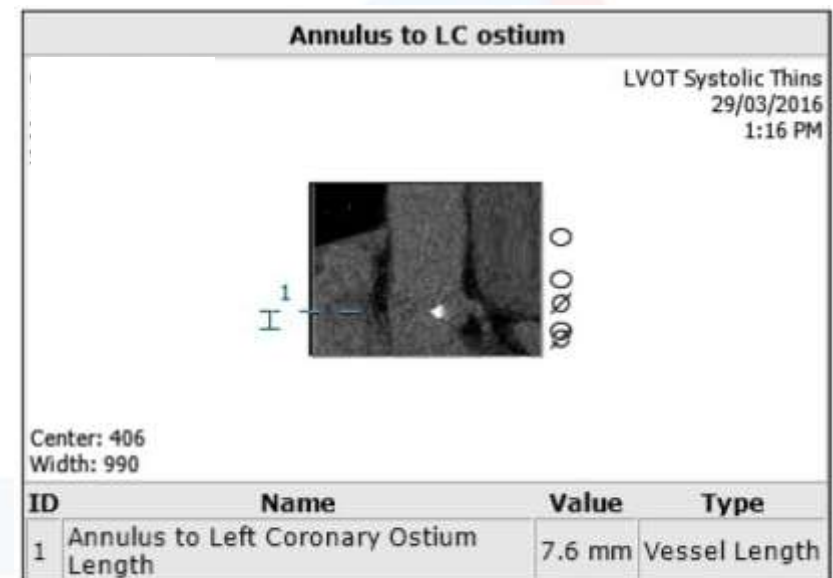 Annulus to LC ostium
LVOT Systolic Thins
29/03/2016
1:16 PM
1
Center: 406
Width: 990
ID Name Value Type
1 Annulus to Left Coronary Ostium Length 7.6 mm Vessel Length